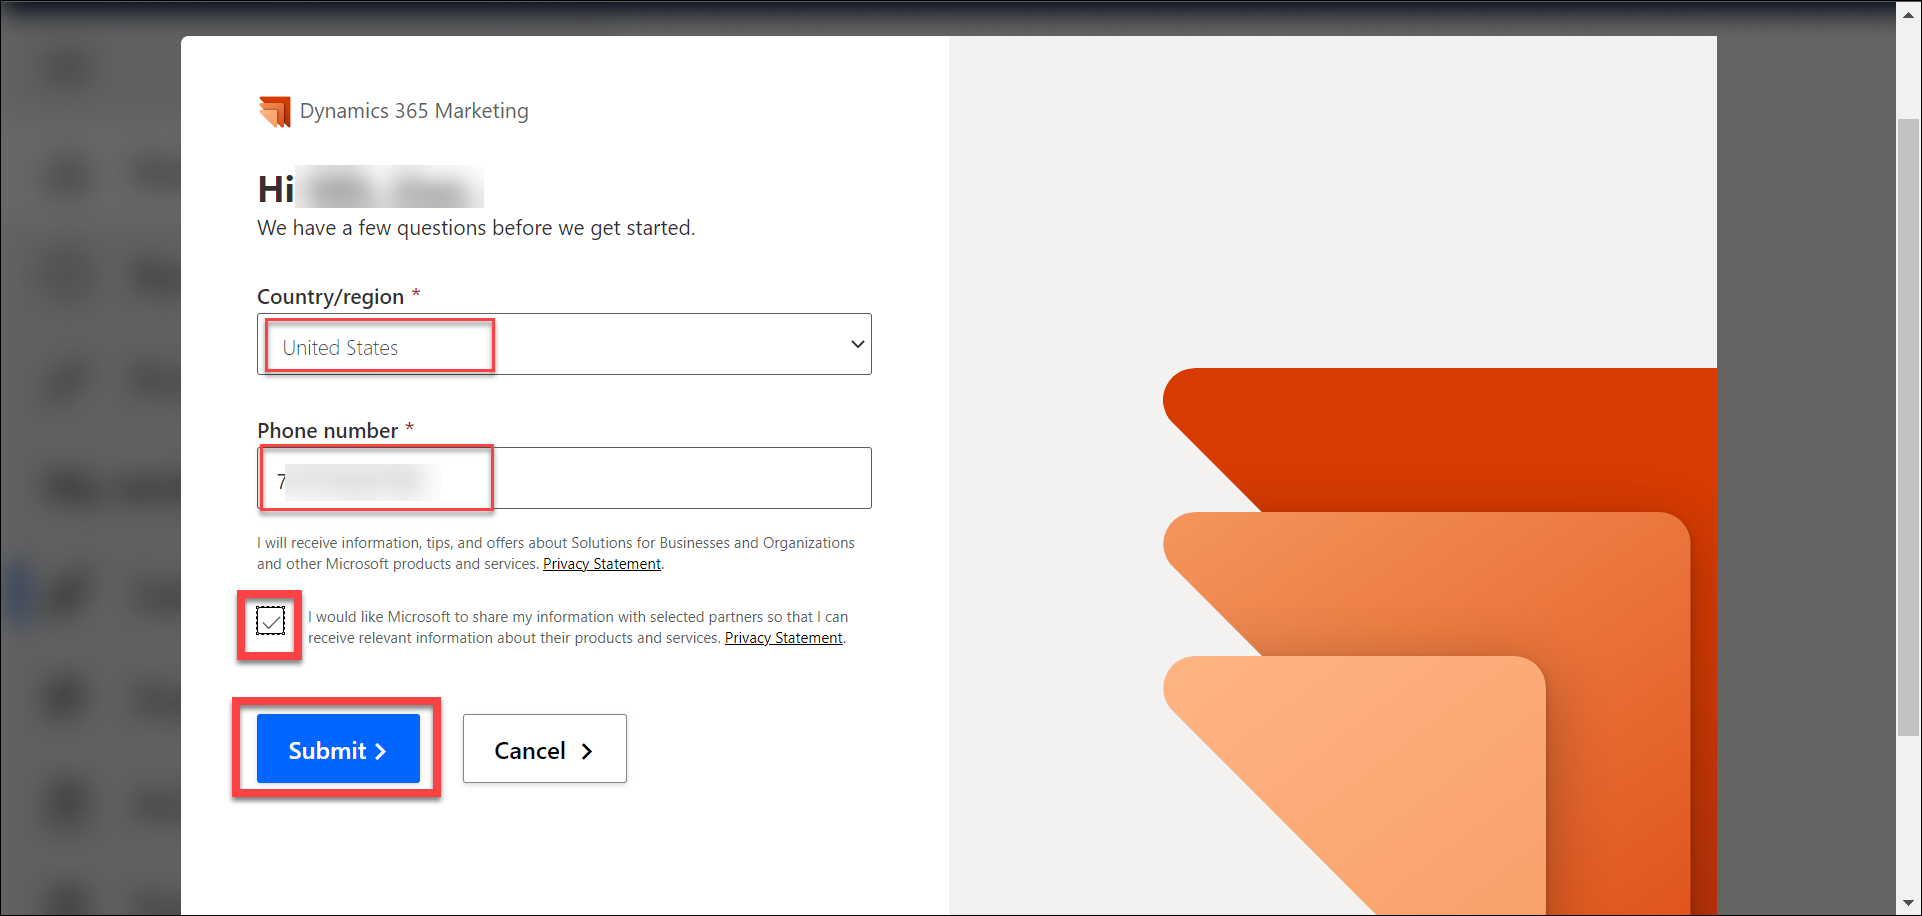 Dynamics 365 Marketing
Hi
We have a few questions before we get started.
Country/region *
United States
Phone number *
7
I will receive information, tips, and offers about Solutions for Businesses and Organizations
and other Microsoft products and services. Privacy Statement.
I would like Microsoft to share my information with selected partners so that I can
receive relevant information about their products and services. Privacy Statement.
Submit
Cancel